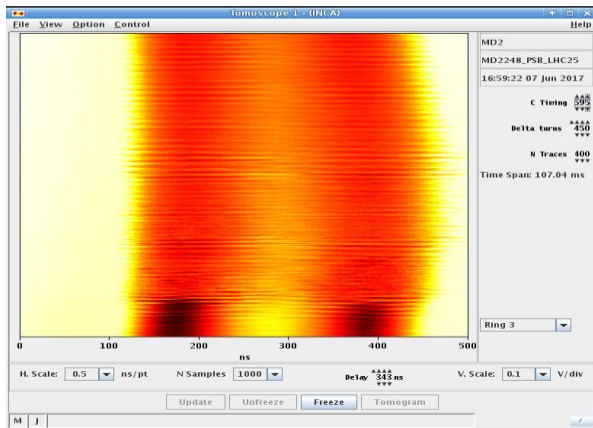 Tomoscope 1 - (INCA)
File View Option Control Help
MD2
MD2248_PSB_LHC25
16:59:22 07 Jun 2017
C Timing 595
Delta turns 450
N Traces 400
Time Span: 107.04 ms
Ring 3
0 100 200 300 400 500
ns
H. Scale: 0.5 ns/pt N Samples 1000 Delay 343 ns V. Scale: 0.1 V/div
Update Unfreeze Freeze Tomogram
M J